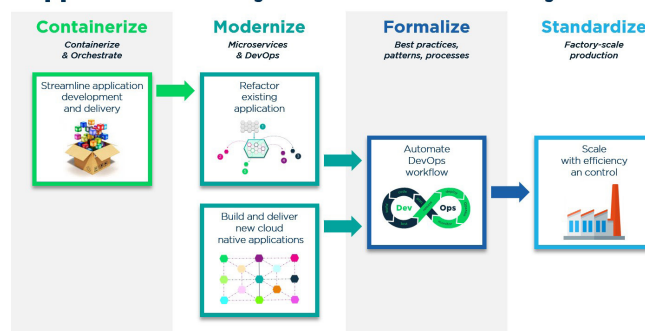 Containerize
Containerize
& Orchestrate
Streamline application
development
and delivery
Modernize
Microservices
& DevOps
Refactor
existing
application
Build and deliver
new cloud
native applications
Formalize
Best practices,
patterns, processes
Automate
DevOps
workflow
Dev
Ops
Standardize
Factory-scale
production
Scale
with efficiency
an control